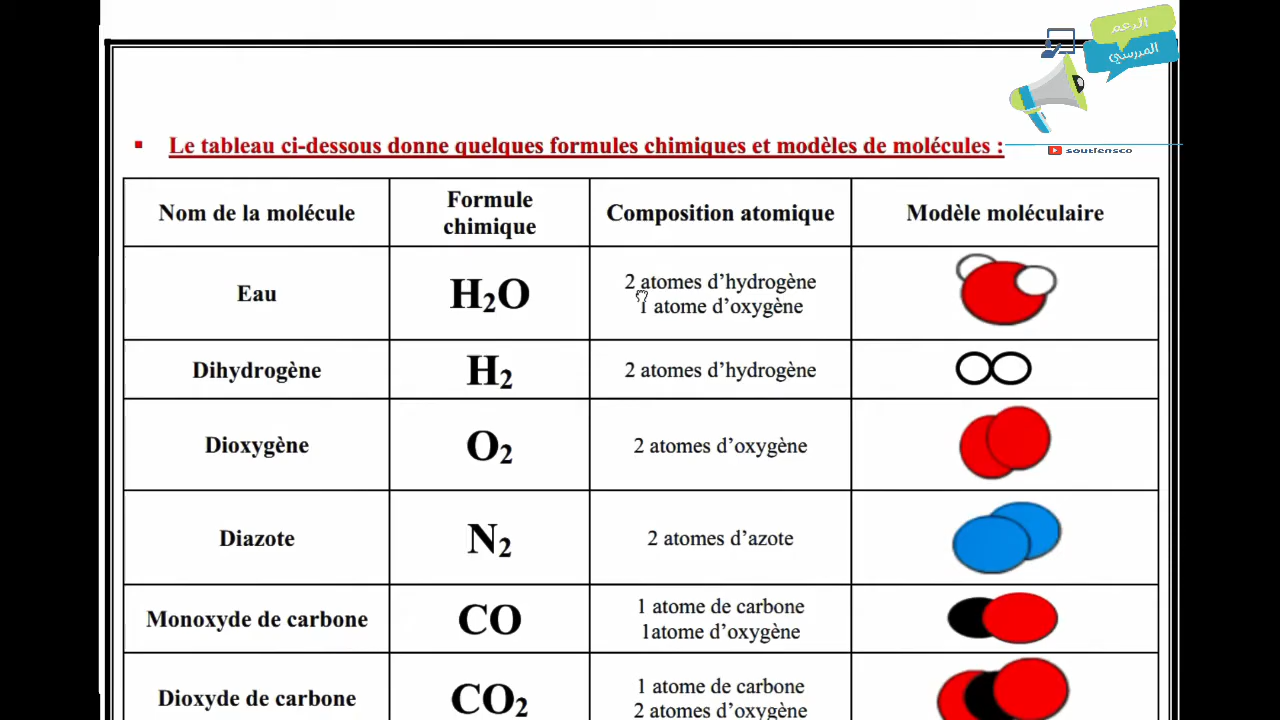 الدعم
المدرسي
soutiensco
▪ Le tableau ci-dessous donne quelques formules chimiques et modèles de molécules :
Nom de la molécule
Formule
chimique
Composition atomique
Modèle moléculaire
Eau
H₂O
2 atomes d’hydrogène
1 atome d’oxygène
Dihydrogène
H₂
2 atomes d’hydrogène
Dioxygène
O₂
2 atomes d’oxygène
Diazote
N₂
2 atomes d’azote
Monoxyde de carbone
CO
1 atome de carbone
1atome d’oxygène
Dioxyde de carbone
CO₂
1 atome de carbone
2 atomes d’oxygène